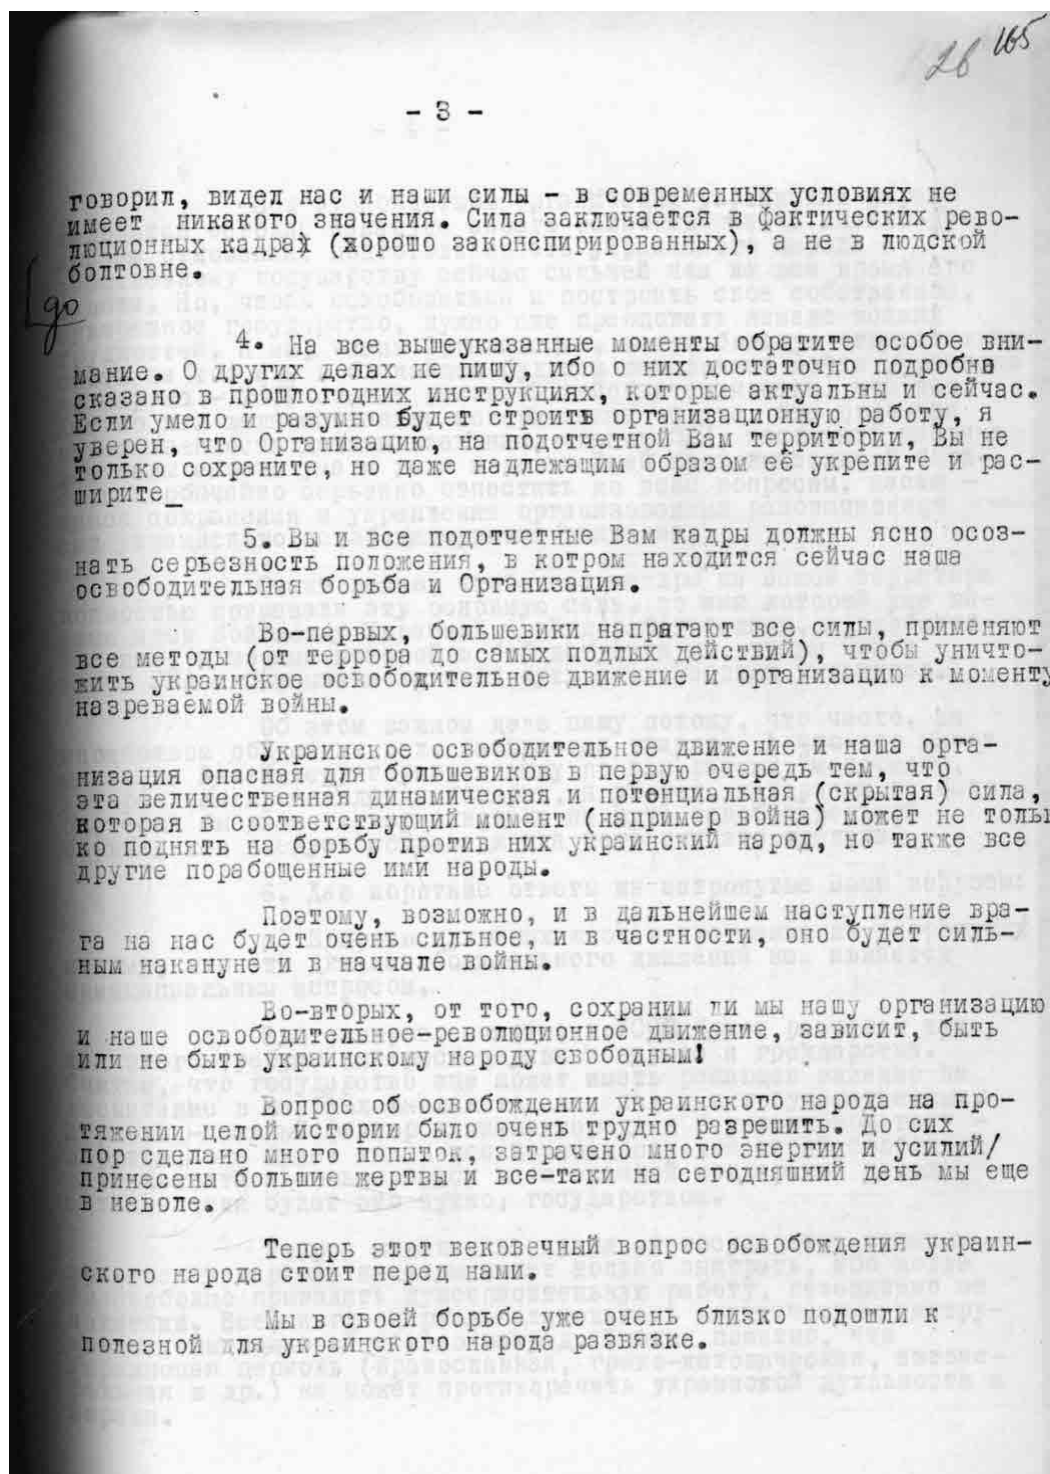 26 165
- 3 -
говорил, видел нас и наши силы - в современных условиях не
имеет никакого значения. Сила заключается в фактических рево-
люционных кадрах (хорошо законспирированных), а не в людской
болтовне.
до
4. На все вышеуказанные моменты обратите особое вни-
мание. О других делах не пишу, ибо о них достаточно подробно
сказано в прошлогодних инструкциях, которые актуальны и сейчас.
Если умело и разумно будет строить организационную работу, я
уверен, что Организацию, на подотчетной Вам территории, Вы не
только сохраните, но даже надлежащим образом её укрепите и рас-
ширите_
5. Вы и все подотчетные Вам кадры должны ясно осоз-
нать серьезность положения, в котром находится сейчас наша
освободительная борьба и Организация.
Во-первых, большевики напрягают все силы, применяют
все методы (от террора до самых подлых действий), чтобы уничто-
жить украинское освободительное движение и организацию к моменту
назреваемой войны.
Украинское освободительное движение и наша орга-
низация опасная для большевиков в первую очередь тем, что
эта величественная динамическая и потенциальная (скрытая) сила,
которая в соответствующий момент (например война) может не толь
ко поднять на борьбу против них украинский народ, но также все
другие порабощенные ими народы.
Поэтому, возможно, и в дальнейшем наступление вра-
га на нас будет очень сильное, и в частности, оно будет силь-
ным накануне и в наччале войны.
Во-вторых, от того, сохраним ли мы нашу организацию
и наше освободительное-революционное движение, зависит, быть
или не быть украинскому народу свободным!
Вопрос об освобождении украинского народа на про-
тяжении целой истории было очень трудно разрешить. До сих
пор сделано много попыток, затрачено много энергии и усилий/
принесены большие жертвы и все-таки на сегодняшний день мы еще
в неволе.
Теперь этот вековечный вопрос освобождения украин-
ского народа стоит перед нами.
Мы в своей борьбе уже очень близко подошли к
полезной для украинского народа развязке.